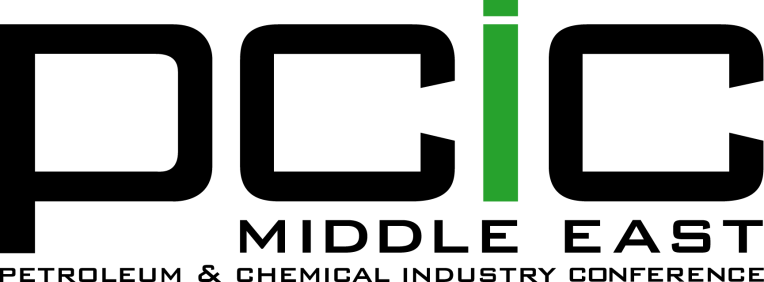 pcic
MIDDLE EAST
PETROLEUM & CHEMICAL INDUSTRY CONFERENCE